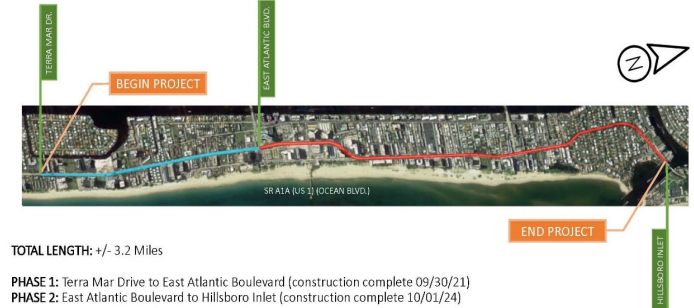 TERRA MAR DR.
EAST ATLANTIC BLVD.
BEGIN PROJECT
N
SR A1A (US 1) (OCEAN BLVD.)
END PROJECT
HILLSBORO INLET
TOTAL LENGTH: +/- 3.2 Miles
PHASE 1: Terra Mar Drive to East Atlantic Boulevard (construction complete 09/30/21)
PHASE 2: East Atlantic Boulevard to Hillsboro Inlet (construction complete 10/01/24)